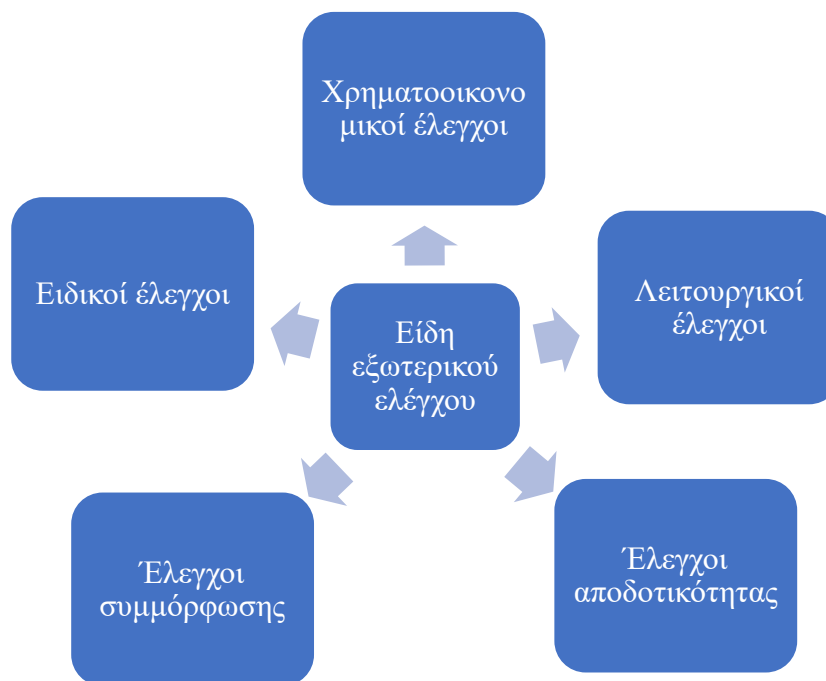 Χρηματοοικονο
μικοί έλεγχοι
Ειδικοί έλεγχοι
Λειτουργικοί
έλεγχοι
Είδη
εξωτερικού
ελέγχου
Έλεγχοι
συμμόρφωσης
Έλεγχοι
αποδοτικότητας